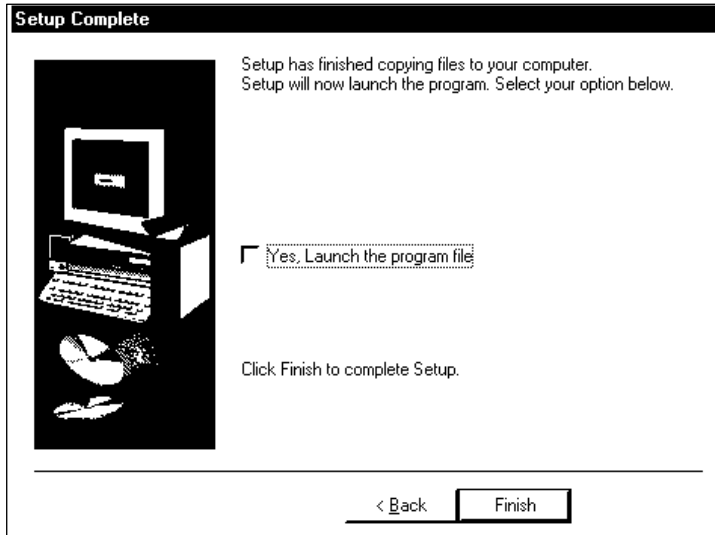 Setup Complete
Setup has finished copying files to your computer.
Setup will now launch the program. Select your option below.
Yes, Launch the program file
Click Finish to complete Setup.
< Back
Finish